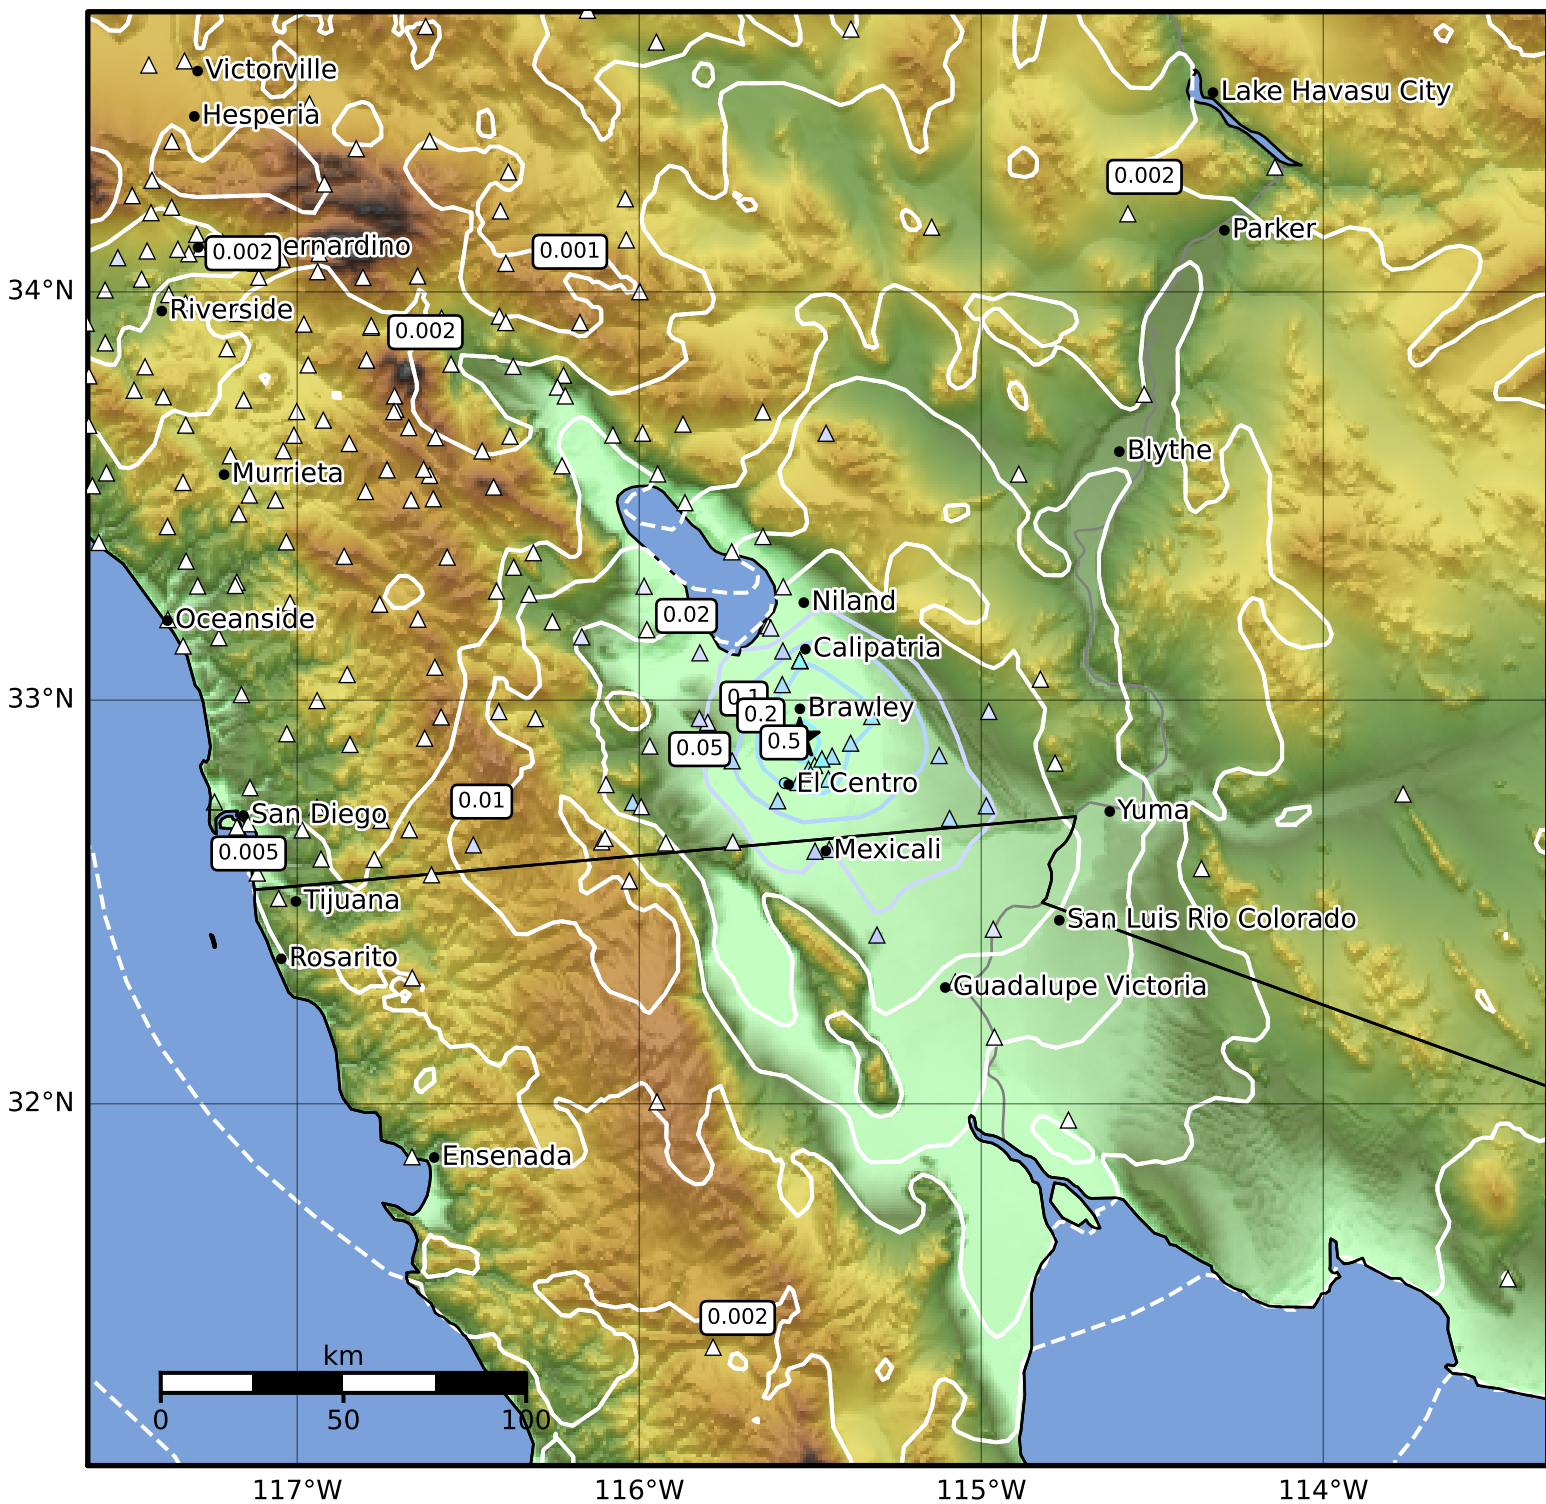 Victorville
Lake Havasu City
Hesperia
0.002
Parker
ernardino
0.002
0.001
34°N
Riverside
0.002
Blythe
Murrieta
Niland
0.02
Oceanside
Calipatria
33°N
0.1
Brawley
0.2
0.5
0.05
El Centro
0.01
San Diego
Yuma
0.005
Mexicali
Tijuana
San Luis Rio Colorado
Rosarito
Guadalupe Victoria
32°N
Ensenada
0.002
km
0 50 100
117°W 116°W 115°W 114°W